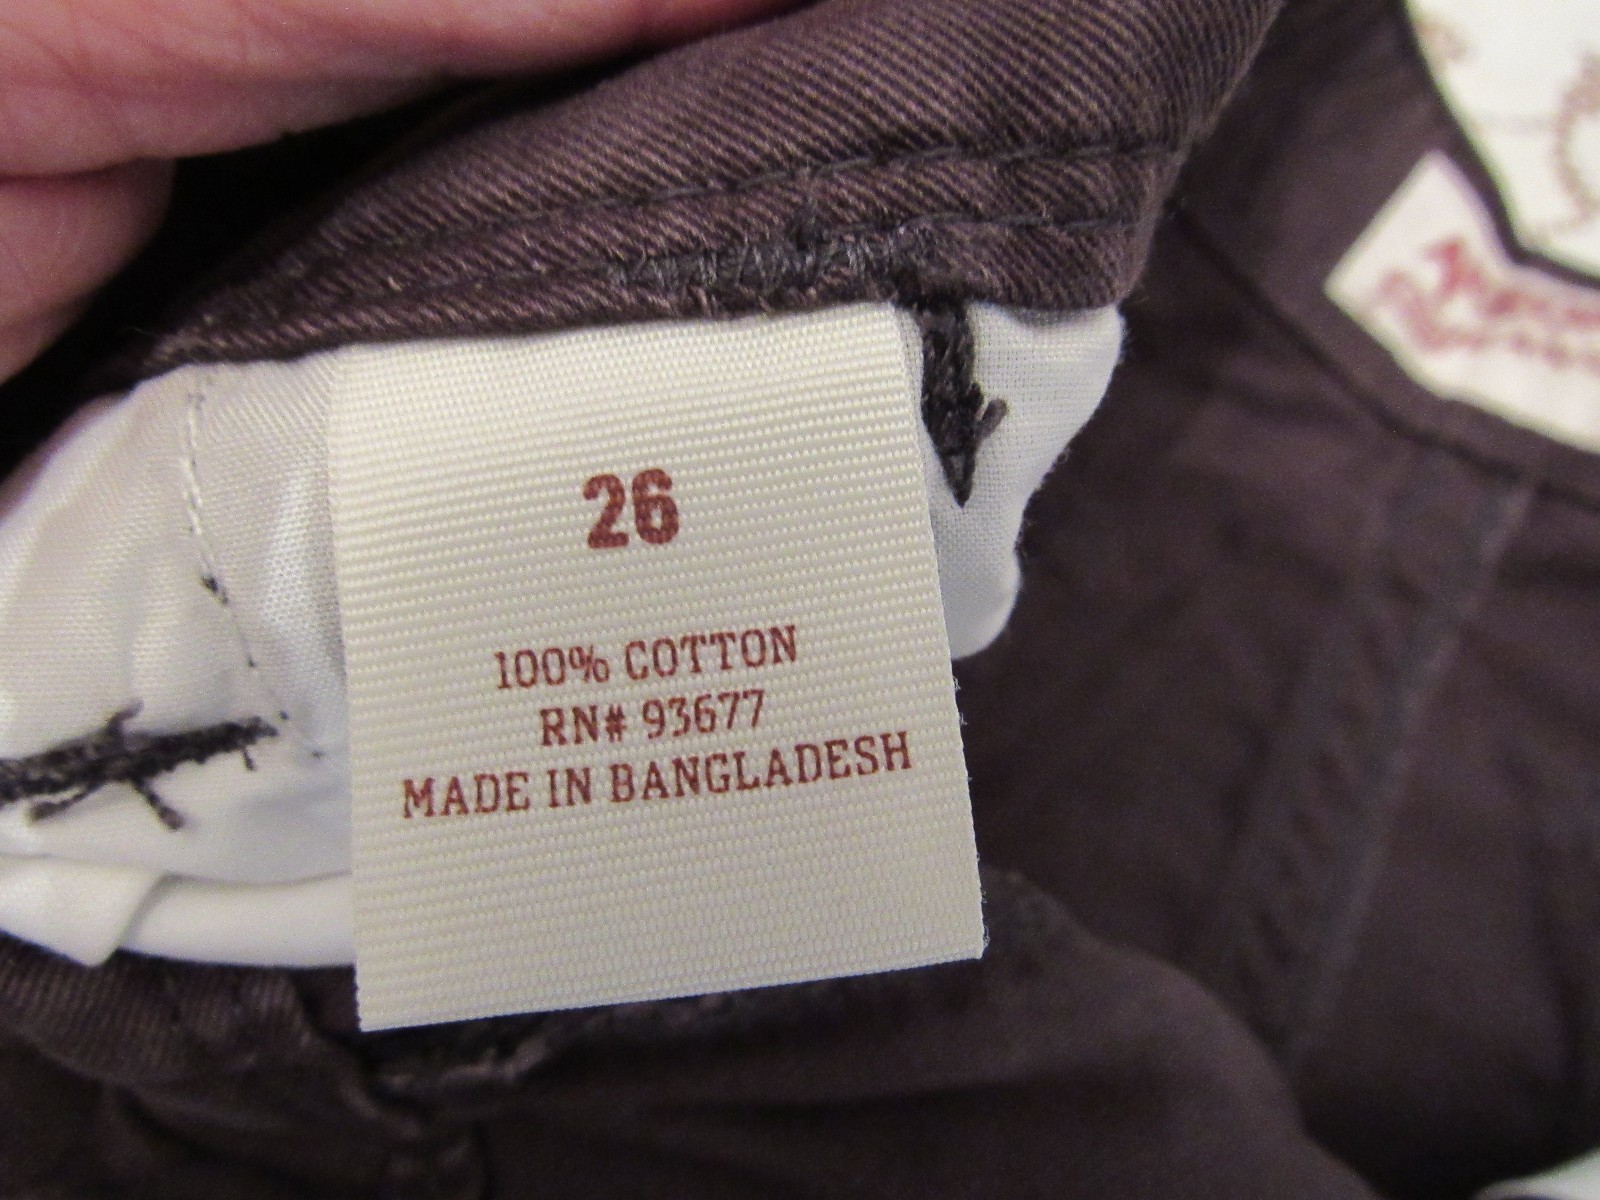 26
100% COTTON
RN# 93677
MADE IN BANGLADESH